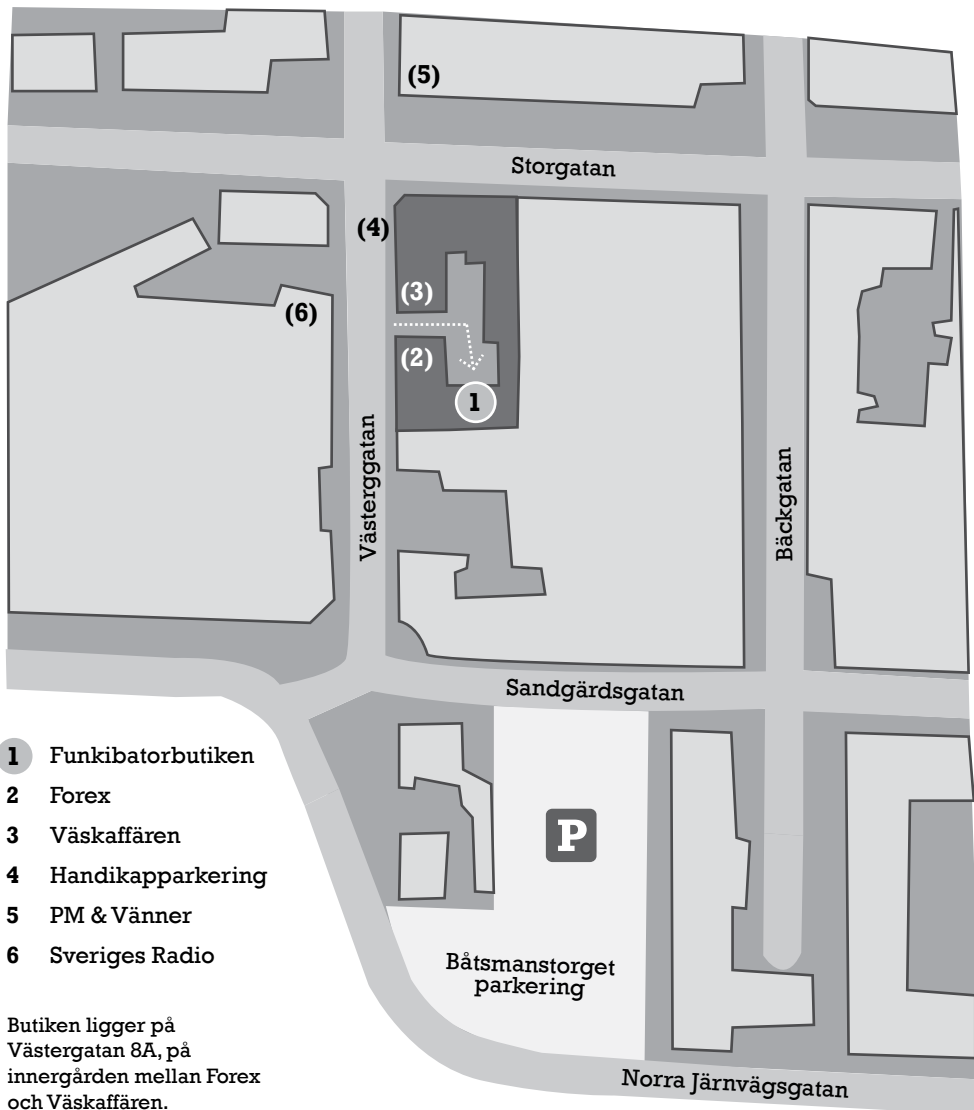 (5)
Storgatan
(4)
(3)
(6)
(2)
1
Västerggatan
Bäckgatan
Sandgärdsgatan
1 Funkibatorbutiken
2 Forex
3 Väskaffären
4 Handikapparkering
5 PM & Vänner
6 Sveriges Radio
P
Båtsmanstorget
parkering
Butiken ligger på
Västergatan 8A, på
innergården mellan Forex
och Väskaffären.
Norra Järnvägsgatan